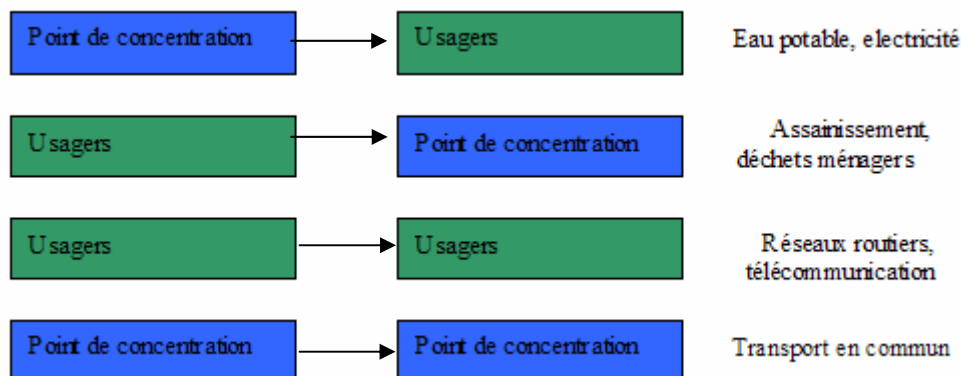 Point de concentration
Usagers
Eau potable, electricité
Usagers
Point de concentration
Assainissement,
déchets ménagers
Usagers
Usagers
Réseaux routiers,
télécommunication
Point de concentration
Point de concentration
Transport en commun